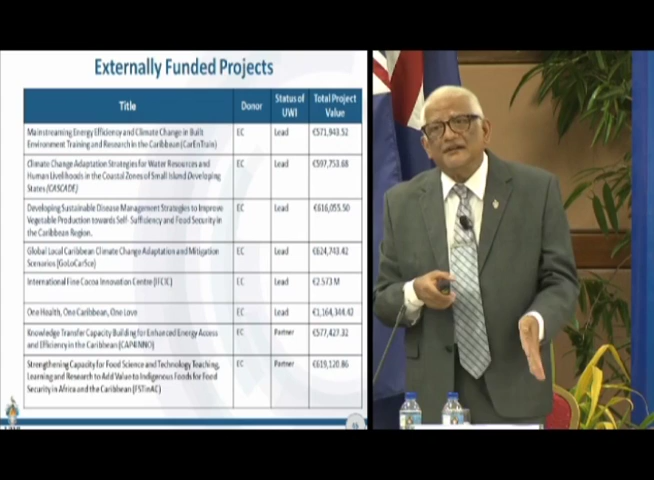 Externally Funded Projects
Title
Donor
Status of
UWI
Total Project
Value
Mainstreaming Energy Efficiency and Climate Change in Built
Environment Training and Research in the Caribbean (CarEnTrain)
EC
Lead
€571,943.52
Climate Change Adaptation Strategies for Water Resources and
Human Livelihoods in the Coastal Zones of Small Island Developing
States (CASCADE)
EC
Lead
€597,753.68
Developing Sustainable Disease Management Strategies to Improve
Vegetable Production towards Self- Sufficiency and Food Security in
the Caribbean Region.
EC
Lead
€616,055.50
Global Local Caribbean Climate Change Adaptation and Mitigation
Scenarios (GoLoCarSce)
EC
Lead
€624,743.42
International Fine Cocoa Innovation Centre (IFCIC)
EC
Lead
€2.573 M
One Health, One Caribbean, One Love
EC
Lead
€1,164,344.42
Knowledge Transfer Capacity Building for Enhanced Energy Access
and Efficiency in the Caribbean (CAP4INNO)
EC
Partner
€577,427.32
Strengthening Capacity for Food Science and Technology Teaching,
Learning and Research to Add Value to Indigenous Foods for Food
Security in Africa and the Caribbean (FSTinAC)
EC
Partner
€619,120.86